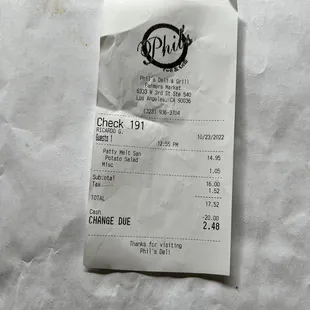 Phil's
Phil's Deli & Grill
Farmers Market
6333 W 3rd St Ste 540
Los Angeles, CA 90036
(323) 936-3704
Check 191
RICARDO G. 10/23/2022
Guests 1
12:55 PM
Patty Melt San 14.95
Potato Salad
Misc 1.05
Subtotal 16.00
Tax 1.52
TOTAL 17.52
Cash -20.00
CHANGE DUE 2.48
Thanks for visiting
Phil's Deli